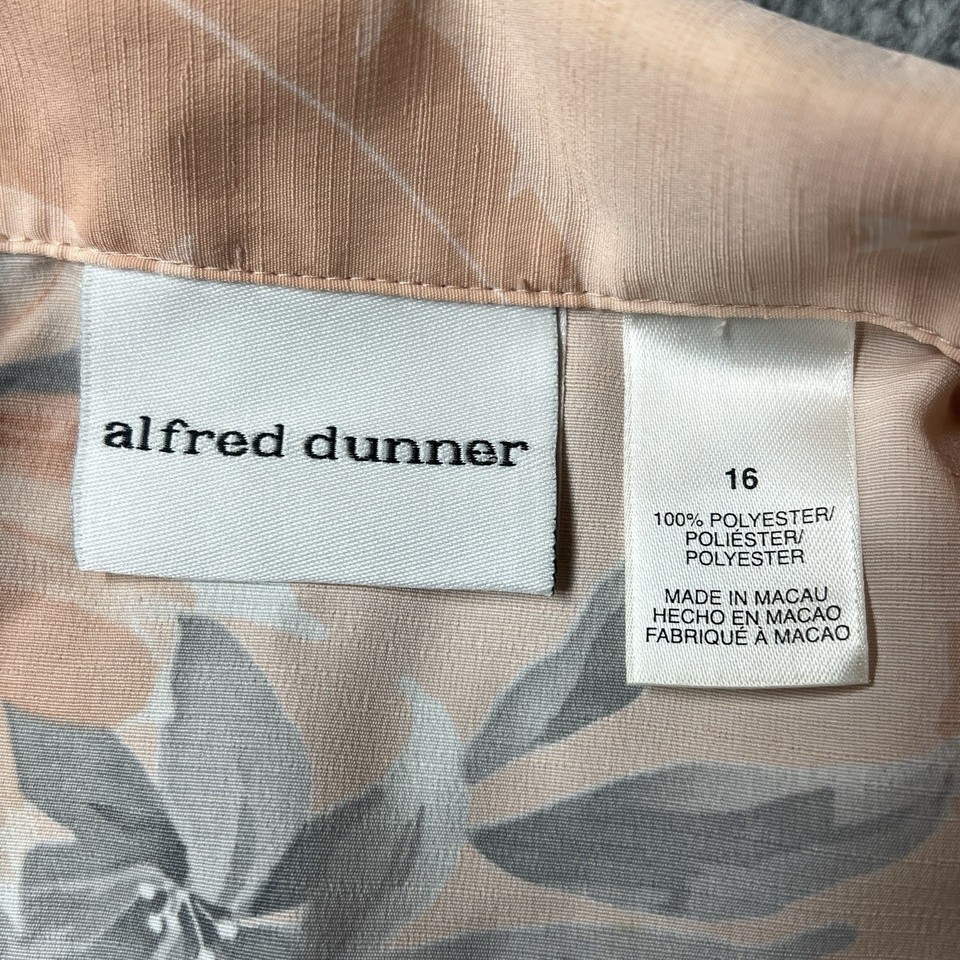 alfred dunner
16
100% POLYESTER/
POLIÉSTER/
POLYESTER
MADE IN MACAU
HECHO EN MACAO
FABRIQUÉ À MACAO